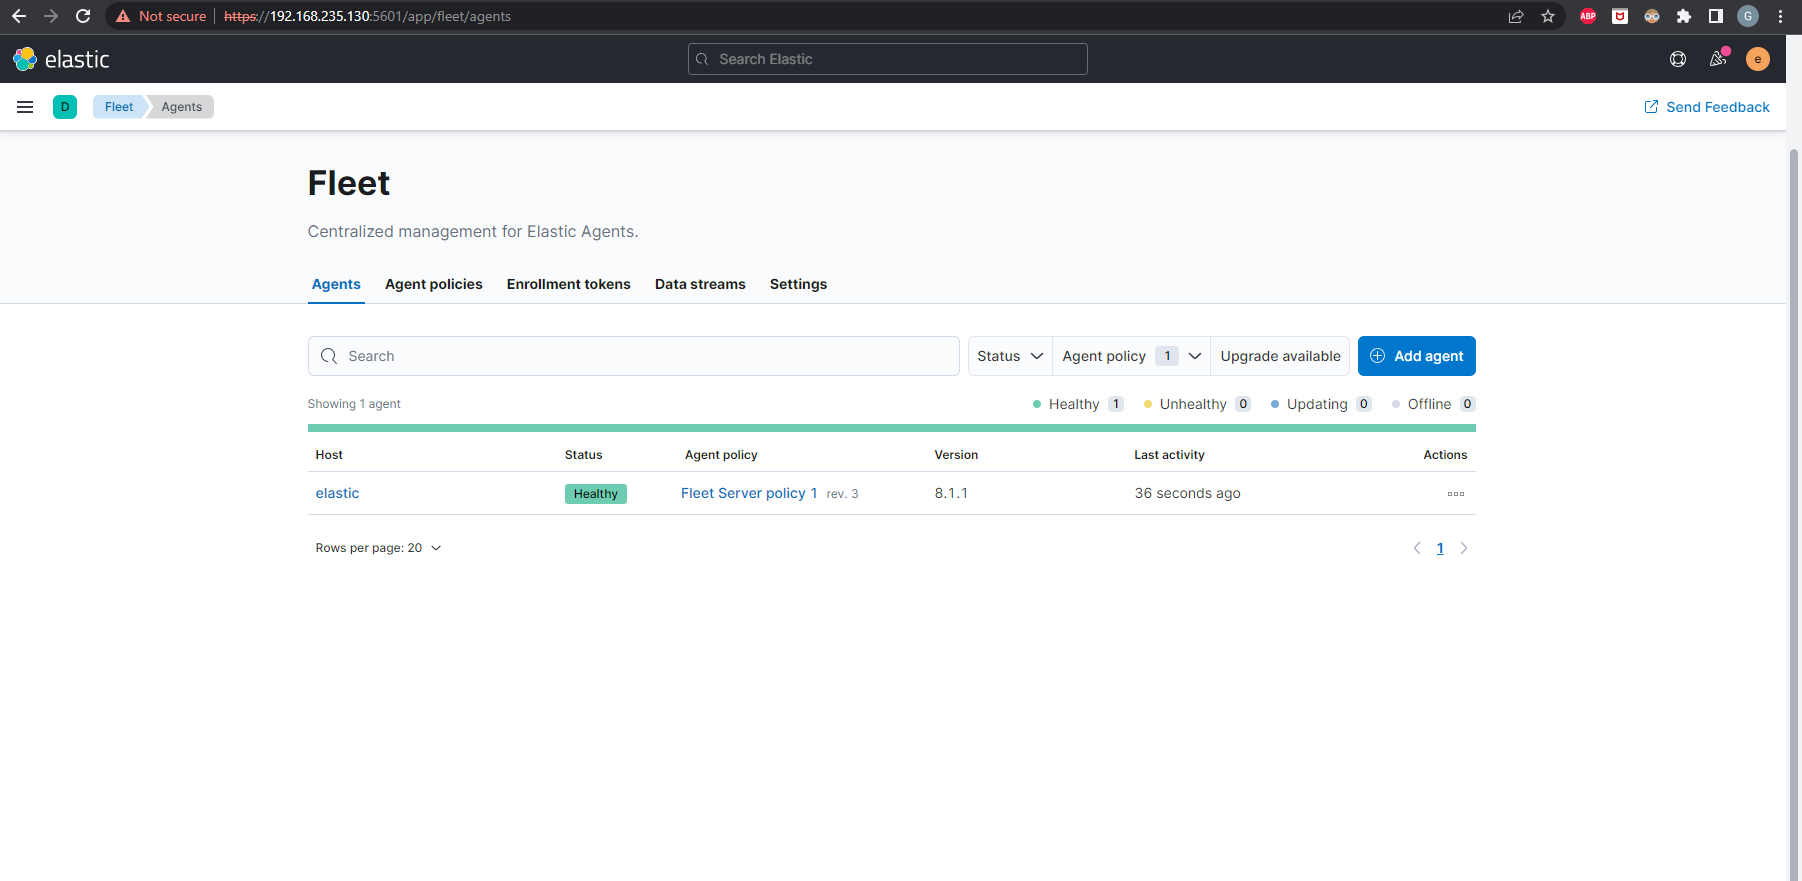 Not secure https://192.168.235.130:5601/app/fleet/agents ABP G
elastic Search Elastic e
D Fleet Agents Send Feedback
Fleet
Centralized management for Elastic Agents.
Agents Agent policies Enrollment tokens Data streams Settings
Search Status Agent policy 1 Upgrade available Add agent
Showing 1 agent Healthy 1 Unhealthy 0 Updating 0 Offline 0
Host Status Agent policy Version Last activity Actions
elastic Healthy Fleet Server policy 1 rev. 3 8.1.1 36 seconds ago
Rows per page: 20 1